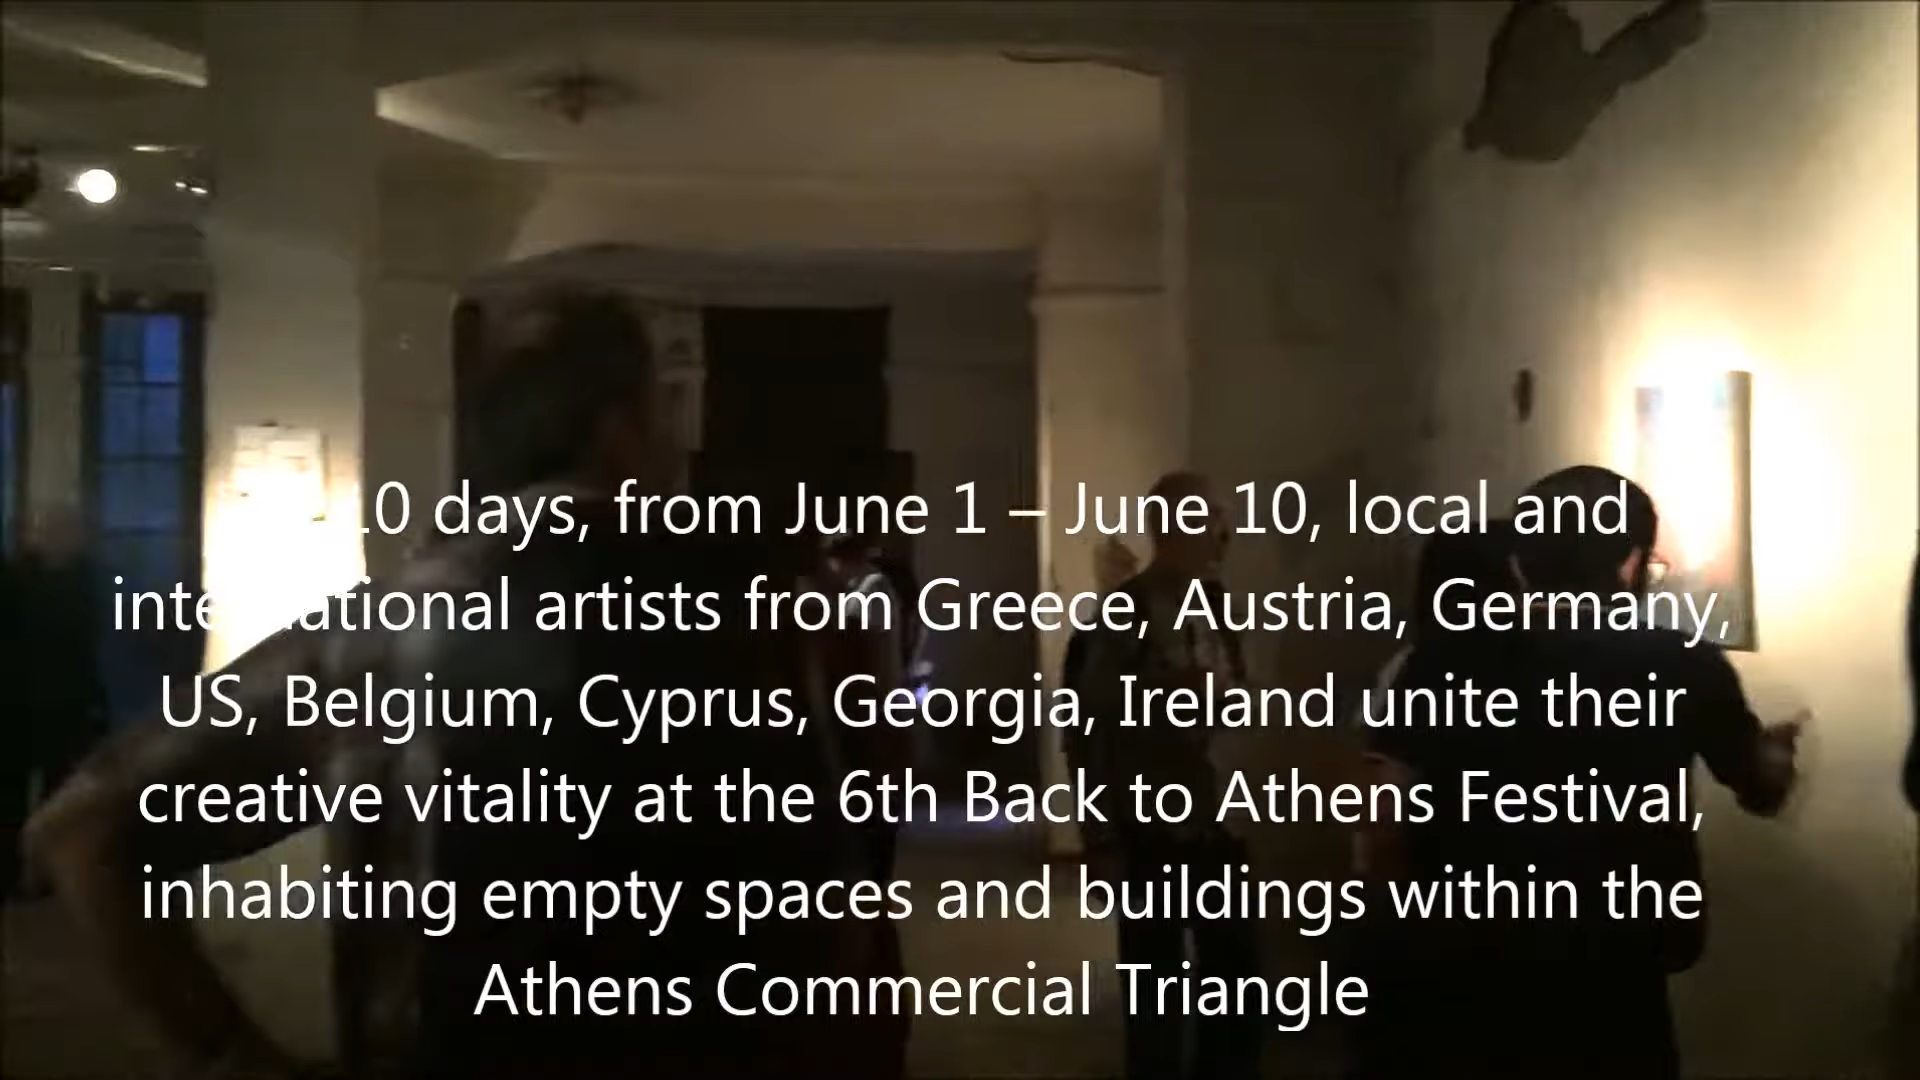 10 days, from June 1 – June 10, local and
international artists from Greece, Austria, Germany,
US, Belgium, Cyprus, Georgia, Ireland unite their
creative vitality at the 6th Back to Athens Festival,
inhabiting empty spaces and buildings within the
Athens Commercial Triangle